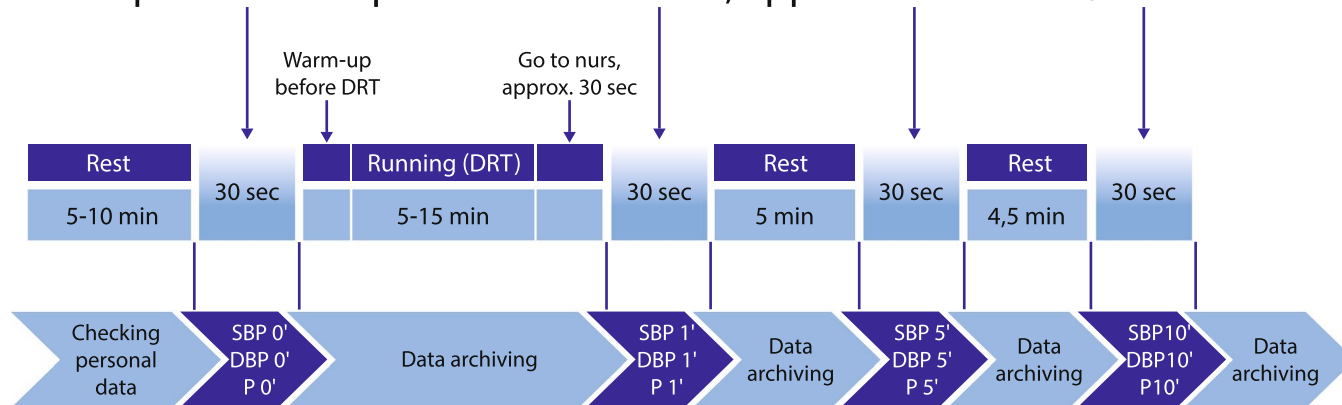 Warm-up
before DRT
Go to nurs,
approx. 30 sec
Rest
30 sec
Running (DRT)
30 sec
Rest
30 sec
Rest
30 sec
5-10 min
5-15 min
5 min
4,5 min
Checking
personal
data
SBP 0'
DBP 0'
P 0'
Data archiving
SBP 1'
DBP 1'
P 1'
Data
archiving
SBP 5'
DBP 5'
P 5'
Data
archiving
SBP10'
DBP10'
P10'
Data
archiving